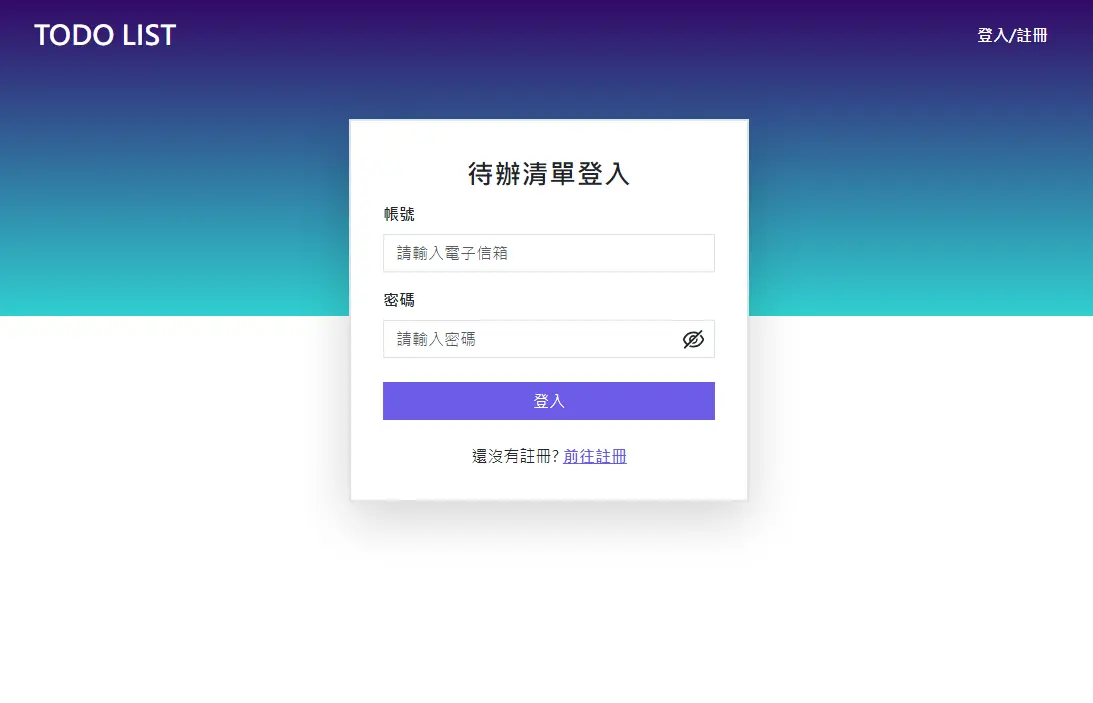 TODO LIST
登入/註冊
待辦清單登入
帳號
請輸入電子信箱
密碼
請輸入密碼
登入
還沒有註冊? 前往註冊